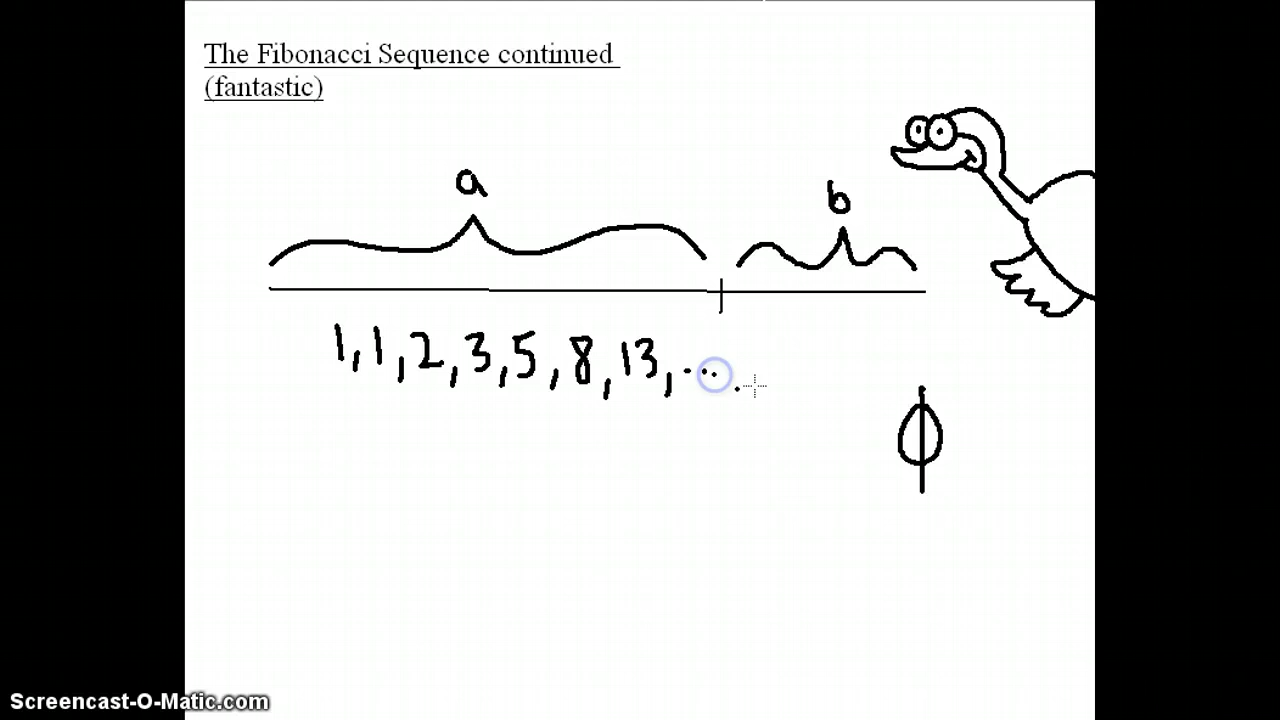 The Fibonacci Sequence continued
(fantastic)
a
b
1, 1, 2, 3, 5, 8, 13, ....
ϕ
Screencast-O-Matic.com